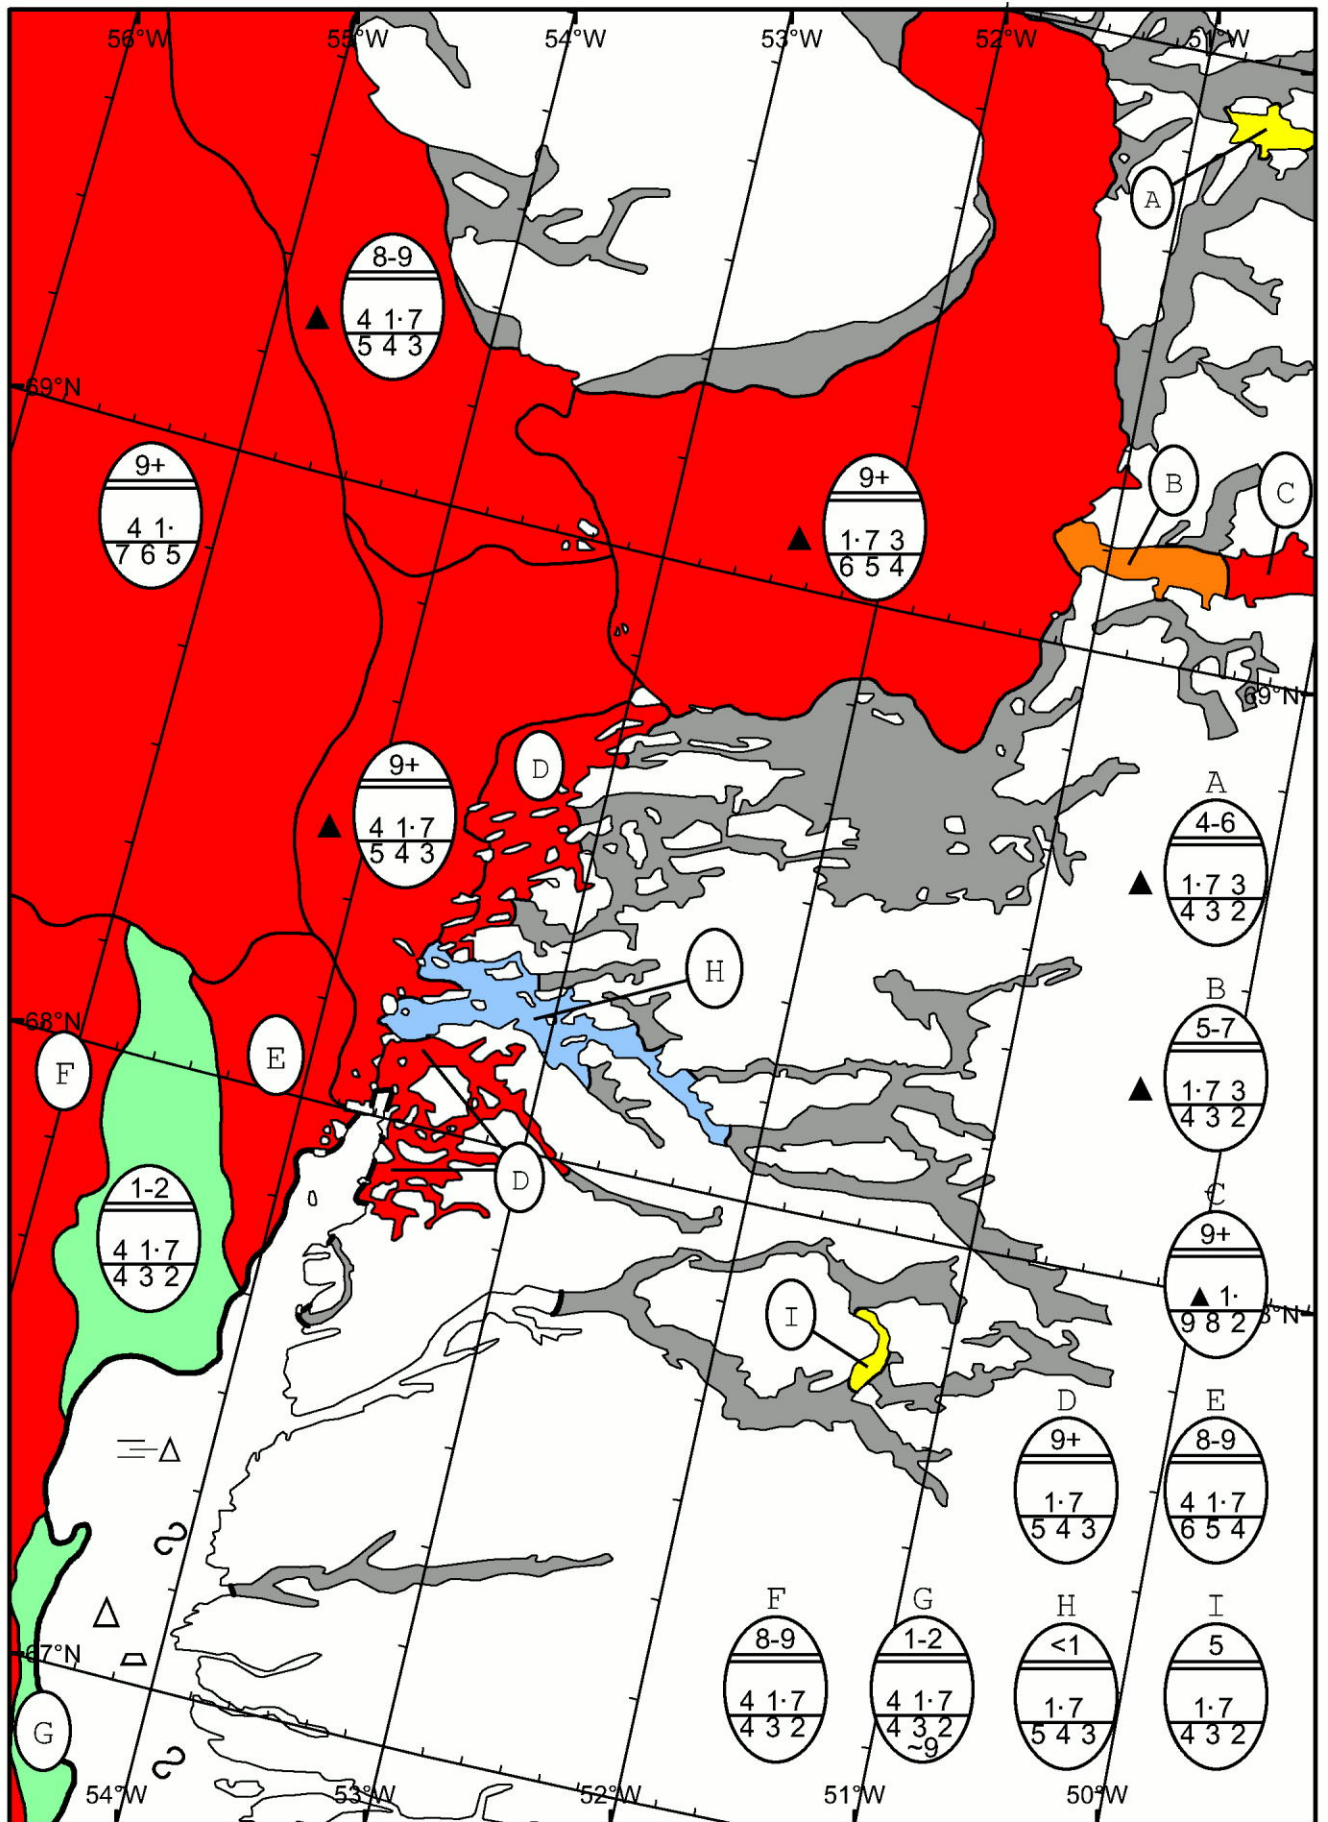 56°W 55°W 54°W 53°W 52°W 51°W
A
8-9
4 1·7
5 4 3
69°N
9+
4 1·
7 6 5
9+
1·7 3
6 5 4
B
C
69°N
D
9+
4 1·7
5 4 3
A
4-6
1·7 3
4 3 2
H
68°N
F
E
B
5-7
1·7 3
4 3 2
D
1-2
4 1·7
4 3 2
C
9+
▲ 1·
9 8 2
8°N
I
D
9+
1·7
5 4 3
E
8-9
4 1·7
6 5 4
F
8-9
4 1·7
4 3 2
G
1-2
4 1·7
4 3 2
~9
H
<1
1·7
5 4 3
I
5
1·7
4 3 2
67°N
G
54°W 53°W 52°W 51°W 50°W